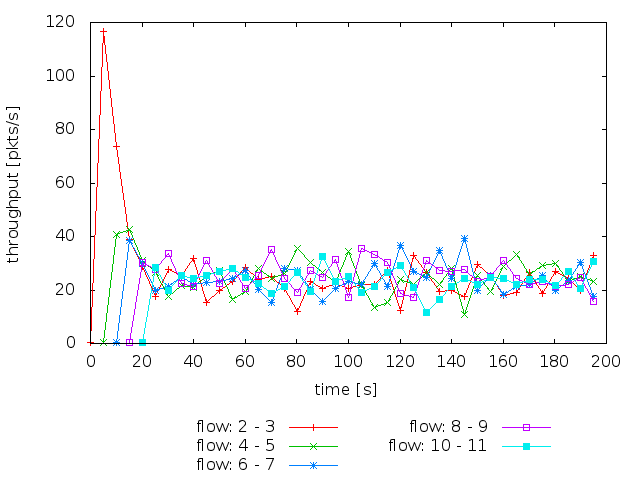 120
100
80
60
40
20
0
throughput [pkts/s]
0 20 40 60 80 100 120 140 160 180 200
time [s]
flow: 2 - 3
flow: 4 - 5
flow: 6 - 7
flow: 8 - 9
flow: 10 - 11